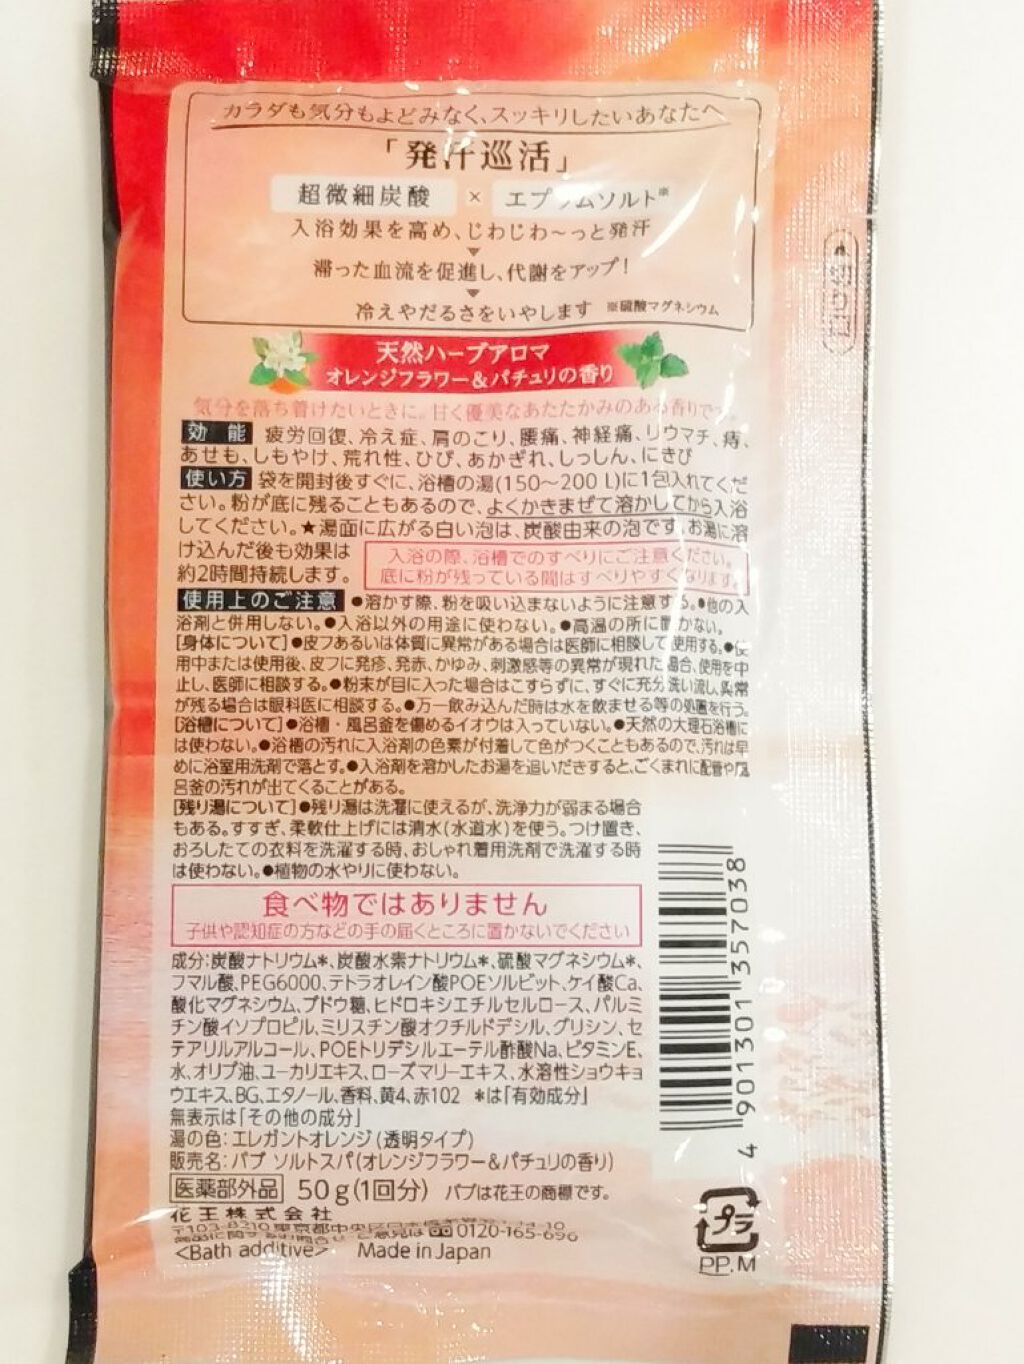 カラダも気分もよどみなく、スッキリしたいあなたへ
「発汗巡活」
超微細炭酸 × エプソムソルト※
入浴効果を高め、じわじわ〜っと発汗
滞った血流を促進し、代謝をアップ!
冷えやだるさをいやします ※硫酸マグネシウム
天然ハーブアロマ
オレンジフラワー&パチュリの香り
気分を落ち着けたいときに。甘く優美なあたたかみのある香りです。
効能 疲労回復、冷え症、肩のこり、腰痛、神経痛、リウマチ、痔、
あせも、しもやけ、荒れ性、ひび、あかぎれ、しっしん、にきび
使い方 袋を開封後すぐに、浴槽の湯(150〜200 L)に1包入れてくだ
さい。粉が底に残ることもあるので、よくかきまぜて溶かしてから入浴
してください。★湯面に広がる白い泡は、炭酸由来の泡です。お湯に溶
け込んだ後も効果は
約2時間持続します。
入浴の際、浴槽でのすべりにご注意ください。
底に粉が残っている間はすべりやすくなります。
使用上のご注意 ●溶かす際、粉を吸い込まないように注意する。●他の入
浴剤と併用しない。●入浴以外の用途に使わない。●高温の所に置かない。
[身体について]●皮フあるいは体質に異常がある場合は医師に相談して使用する。●使
用中または使用後、皮フに発疹、発赤、かゆみ、刺激感等の異常が現れた場合、使用を中
止し、医師に相談する。●粉末が目に入った場合はこすらずに、すぐに充分洗い流し、異常
が残る場合は眼科医に相談する。●万一飲み込んだ時は水を飲ませる等の処置を行う。
[浴槽について]●浴槽・風呂釜を傷めるイオウは入っていない。●天然の大理石浴槽に
は使わない。●浴槽の汚れに入浴剤の色素が付着して色がつくこともあるので、汚れは早
めに浴室用洗剤で落とす。●入浴剤を溶かしたお湯を追いだきすると、ごくまれに配管や風
呂釜の汚れが出てくることがある。
[残り湯について]●残り湯は洗濯に使えるが、洗浄力が弱まる場合
もある。すすぎ、柔軟仕上げには清水(水道水)を使う。つけ置き、
おろしたての衣料を洗濯する時、おしゃれ着用洗剤で洗濯する時
は使わない。●植物の水やりに使わない。
食べ物ではありません
子供や認知症の方などの手の届くところに置かないでください
成分:炭酸ナトリウム＊、炭酸水素ナトリウム＊、硫酸マグネシウム＊、
フマル酸、PEG6000、テトラオレイン酸POEソルビット、ケイ酸Ca、
酸化マグネシウム、ブドウ糖、ヒドロキシエチルセルロース、パルミ
チン酸イソプロピル、ミリスチン酸オクチルドデシル、グリシン、セ
テアリルアルコール、POEトリデシルエーテル酢酸Na、ビタミンE、
水、オリブ油、ユーカリエキス、ローズマリーエキス、水溶性ショウキョ
ウエキス、BG、エタノール、香料、黄4、赤102 ＊は「有効成分」
無表示は「その他の成分」
湯の色:エレガントオレンジ(透明タイプ)
販売名:バブ ソルトスパ(オレンジフラワー&パチュリの香り)
医薬部外品 50g(1回分) バブは花王の商標です。
花王株式会社
〒103-8210 東京都中央区日本橋
0120-165-696
<Bath additive> Made in Japan
4 901301 357038
プラ
PP.M